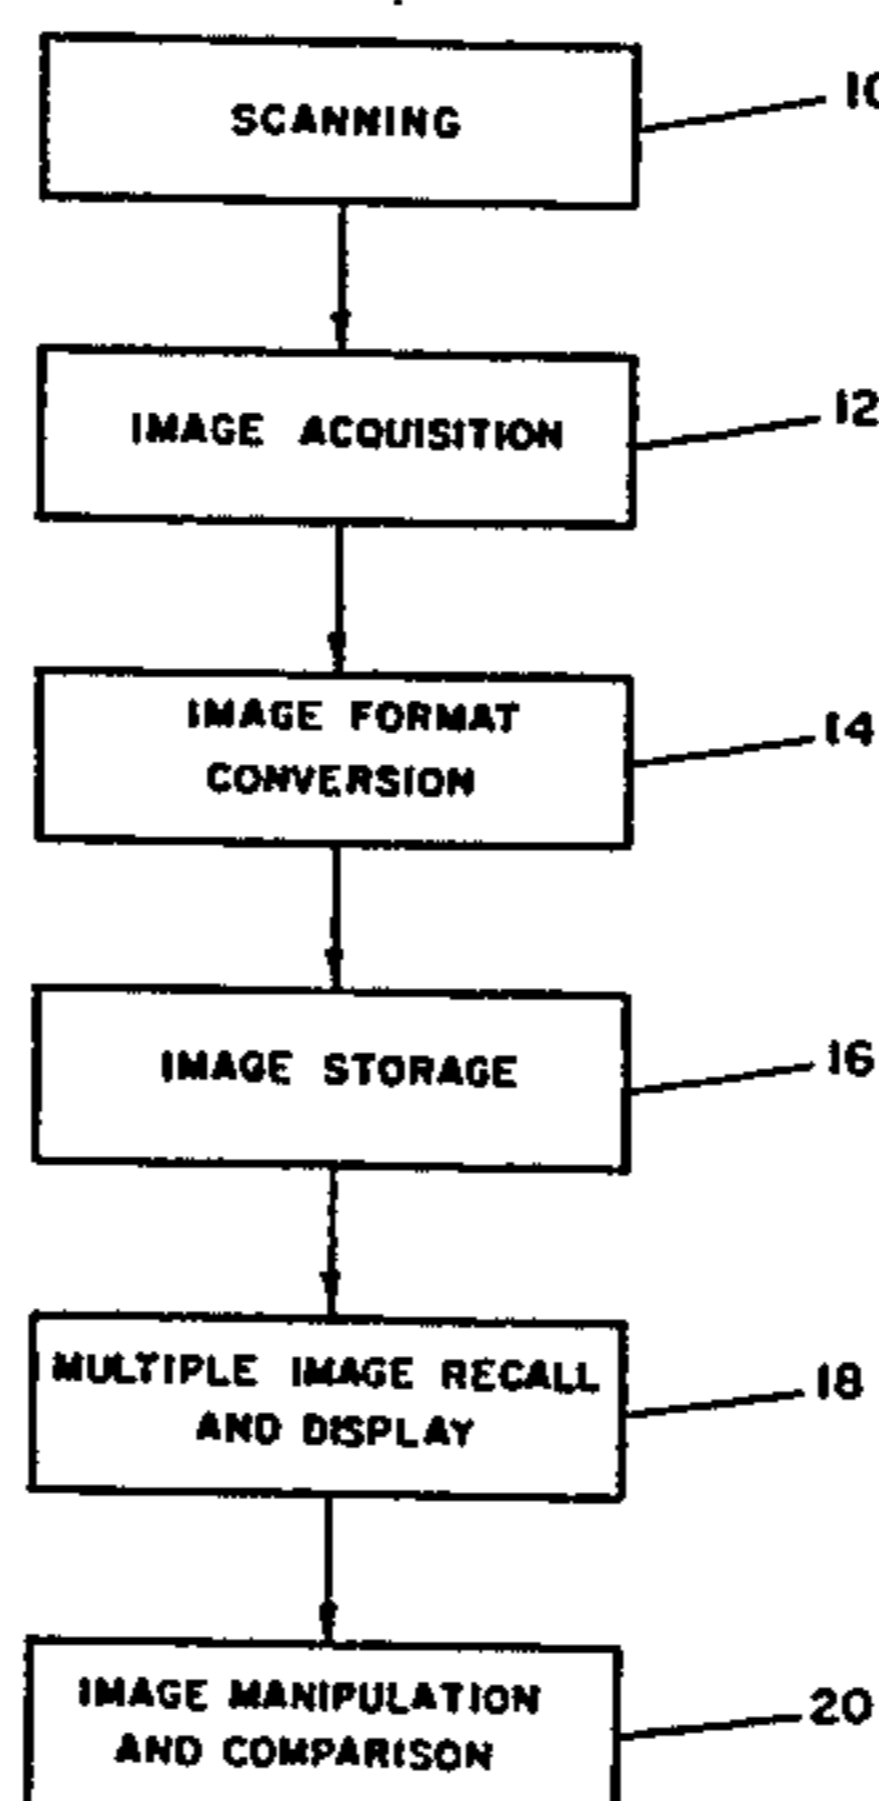 SCANNING
10
IMAGE ACQUISITION
12
IMAGE FORMAT
CONVERSION
14
IMAGE STORAGE
16
MULTIPLE IMAGE RECALL
AND DISPLAY
18
IMAGE MANIPULATION
AND COMPARISON
20